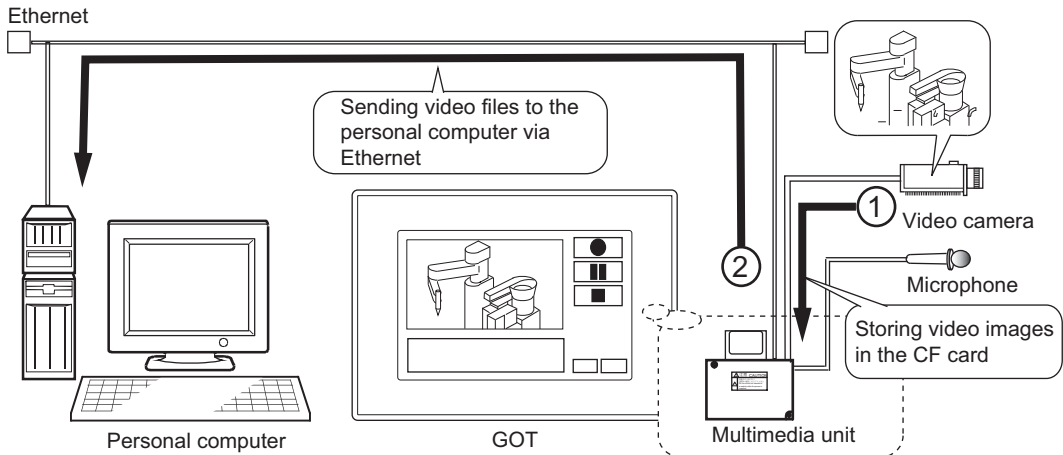 Ethernet
Sending video files to the
personal computer via
Ethernet
1
Video camera
2
Microphone
Storing video images
in the CF card
Personal computer
GOT
Multimedia unit